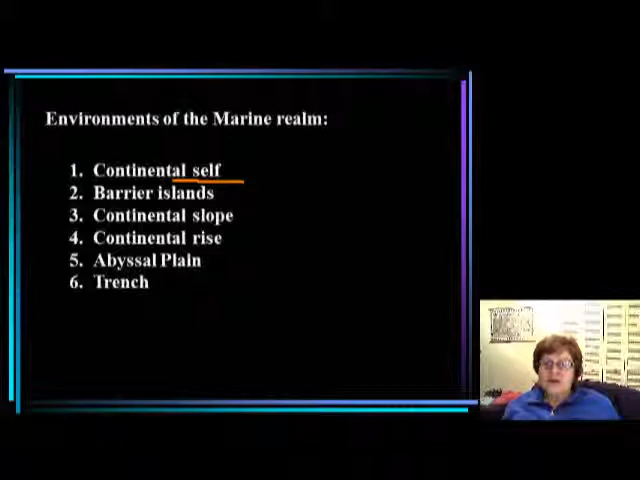 Environments of the Marine realm:
1. Continental self
2. Barrier islands
3. Continental slope
4. Continental rise
5. Abyssal Plain
6. Trench